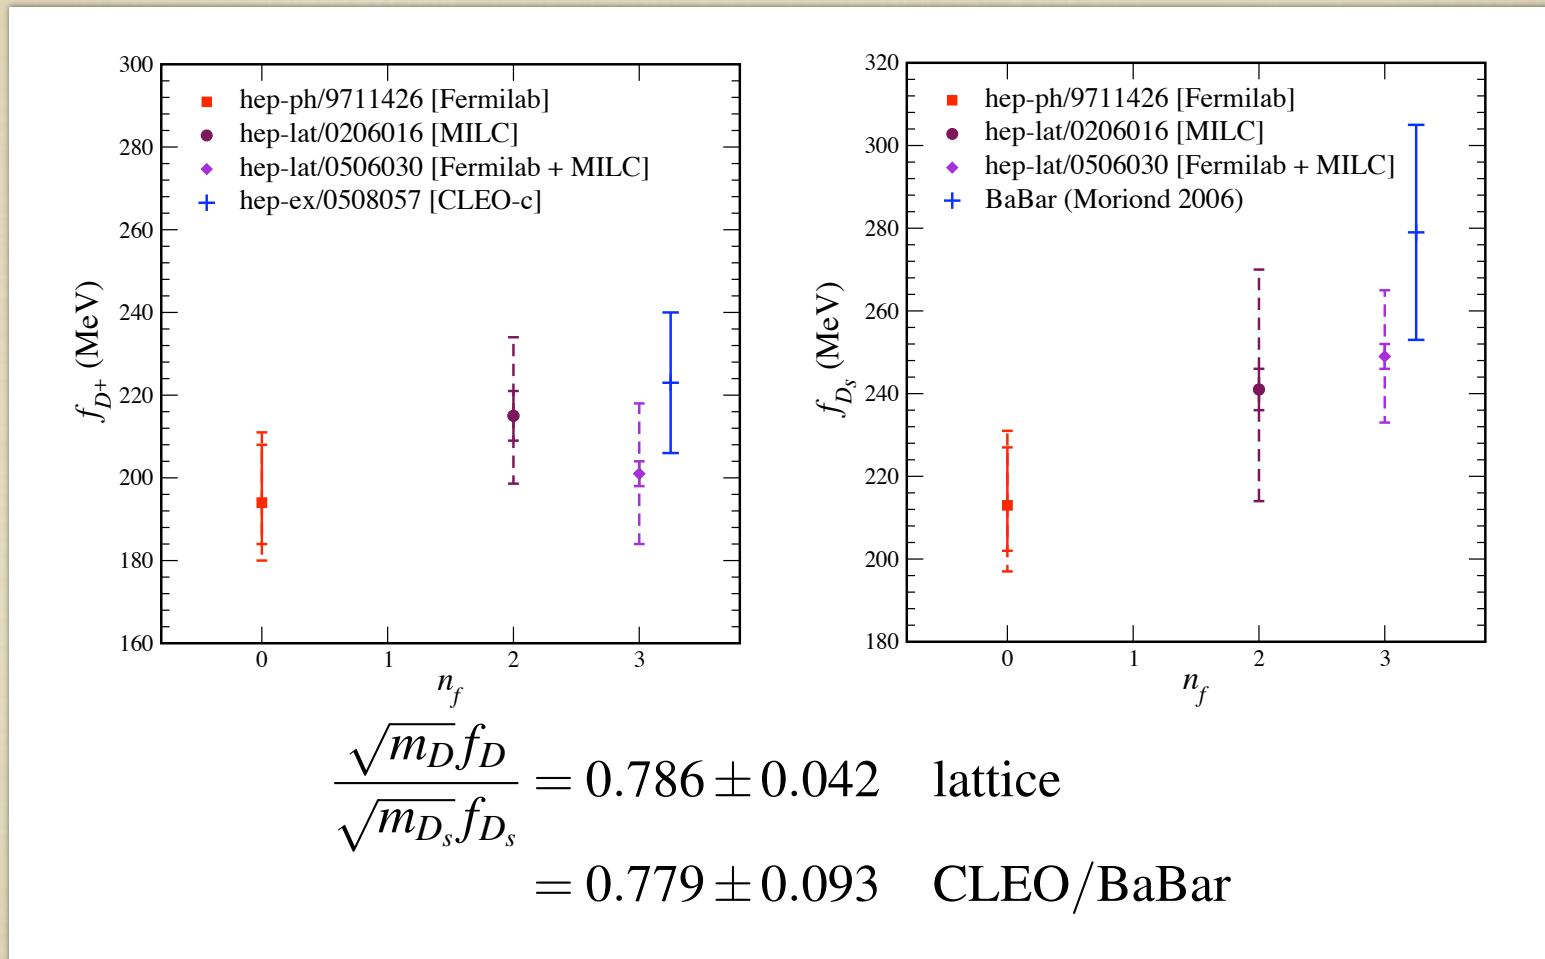 300
280
260
240
220
200
180
160
0 1 2 3
f_{D^+} (MeV)
n_f
hep-ph/9711426 [Fermilab]
hep-lat/0206016 [MILC]
hep-lat/0506030 [Fermilab + MILC]
hep-ex/0508057 [CLEO-c]
320
300
280
260
240
220
200
180
0 1 2 3
f_{D_s} (MeV)
n_f
hep-ph/9711426 [Fermilab]
hep-lat/0206016 [MILC]
hep-lat/0506030 [Fermilab + MILC]
BaBar (Moriond 2006)
\frac{\sqrt{m_D} f_D}{\sqrt{m_{D_s}} f_{D_s}} = 0.786 ± 0.042 lattice
= 0.779 ± 0.093 CLEO/BaBar